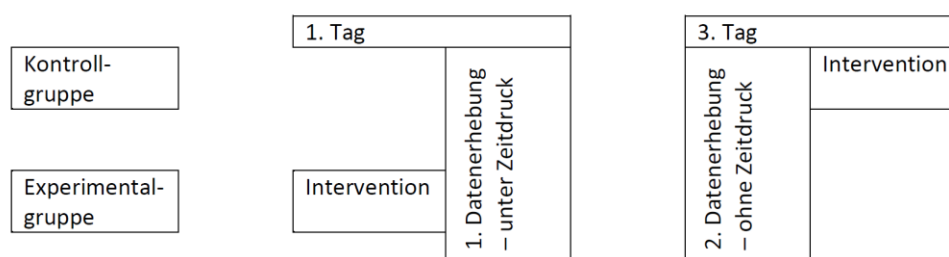 1. Tag
3. Tag
Kontroll-
gruppe
1. Datenerhebung
– unter Zeitdruck
2. Datenerhebung
– ohne Zeitdruck
Intervention
Experimental-
gruppe
Intervention